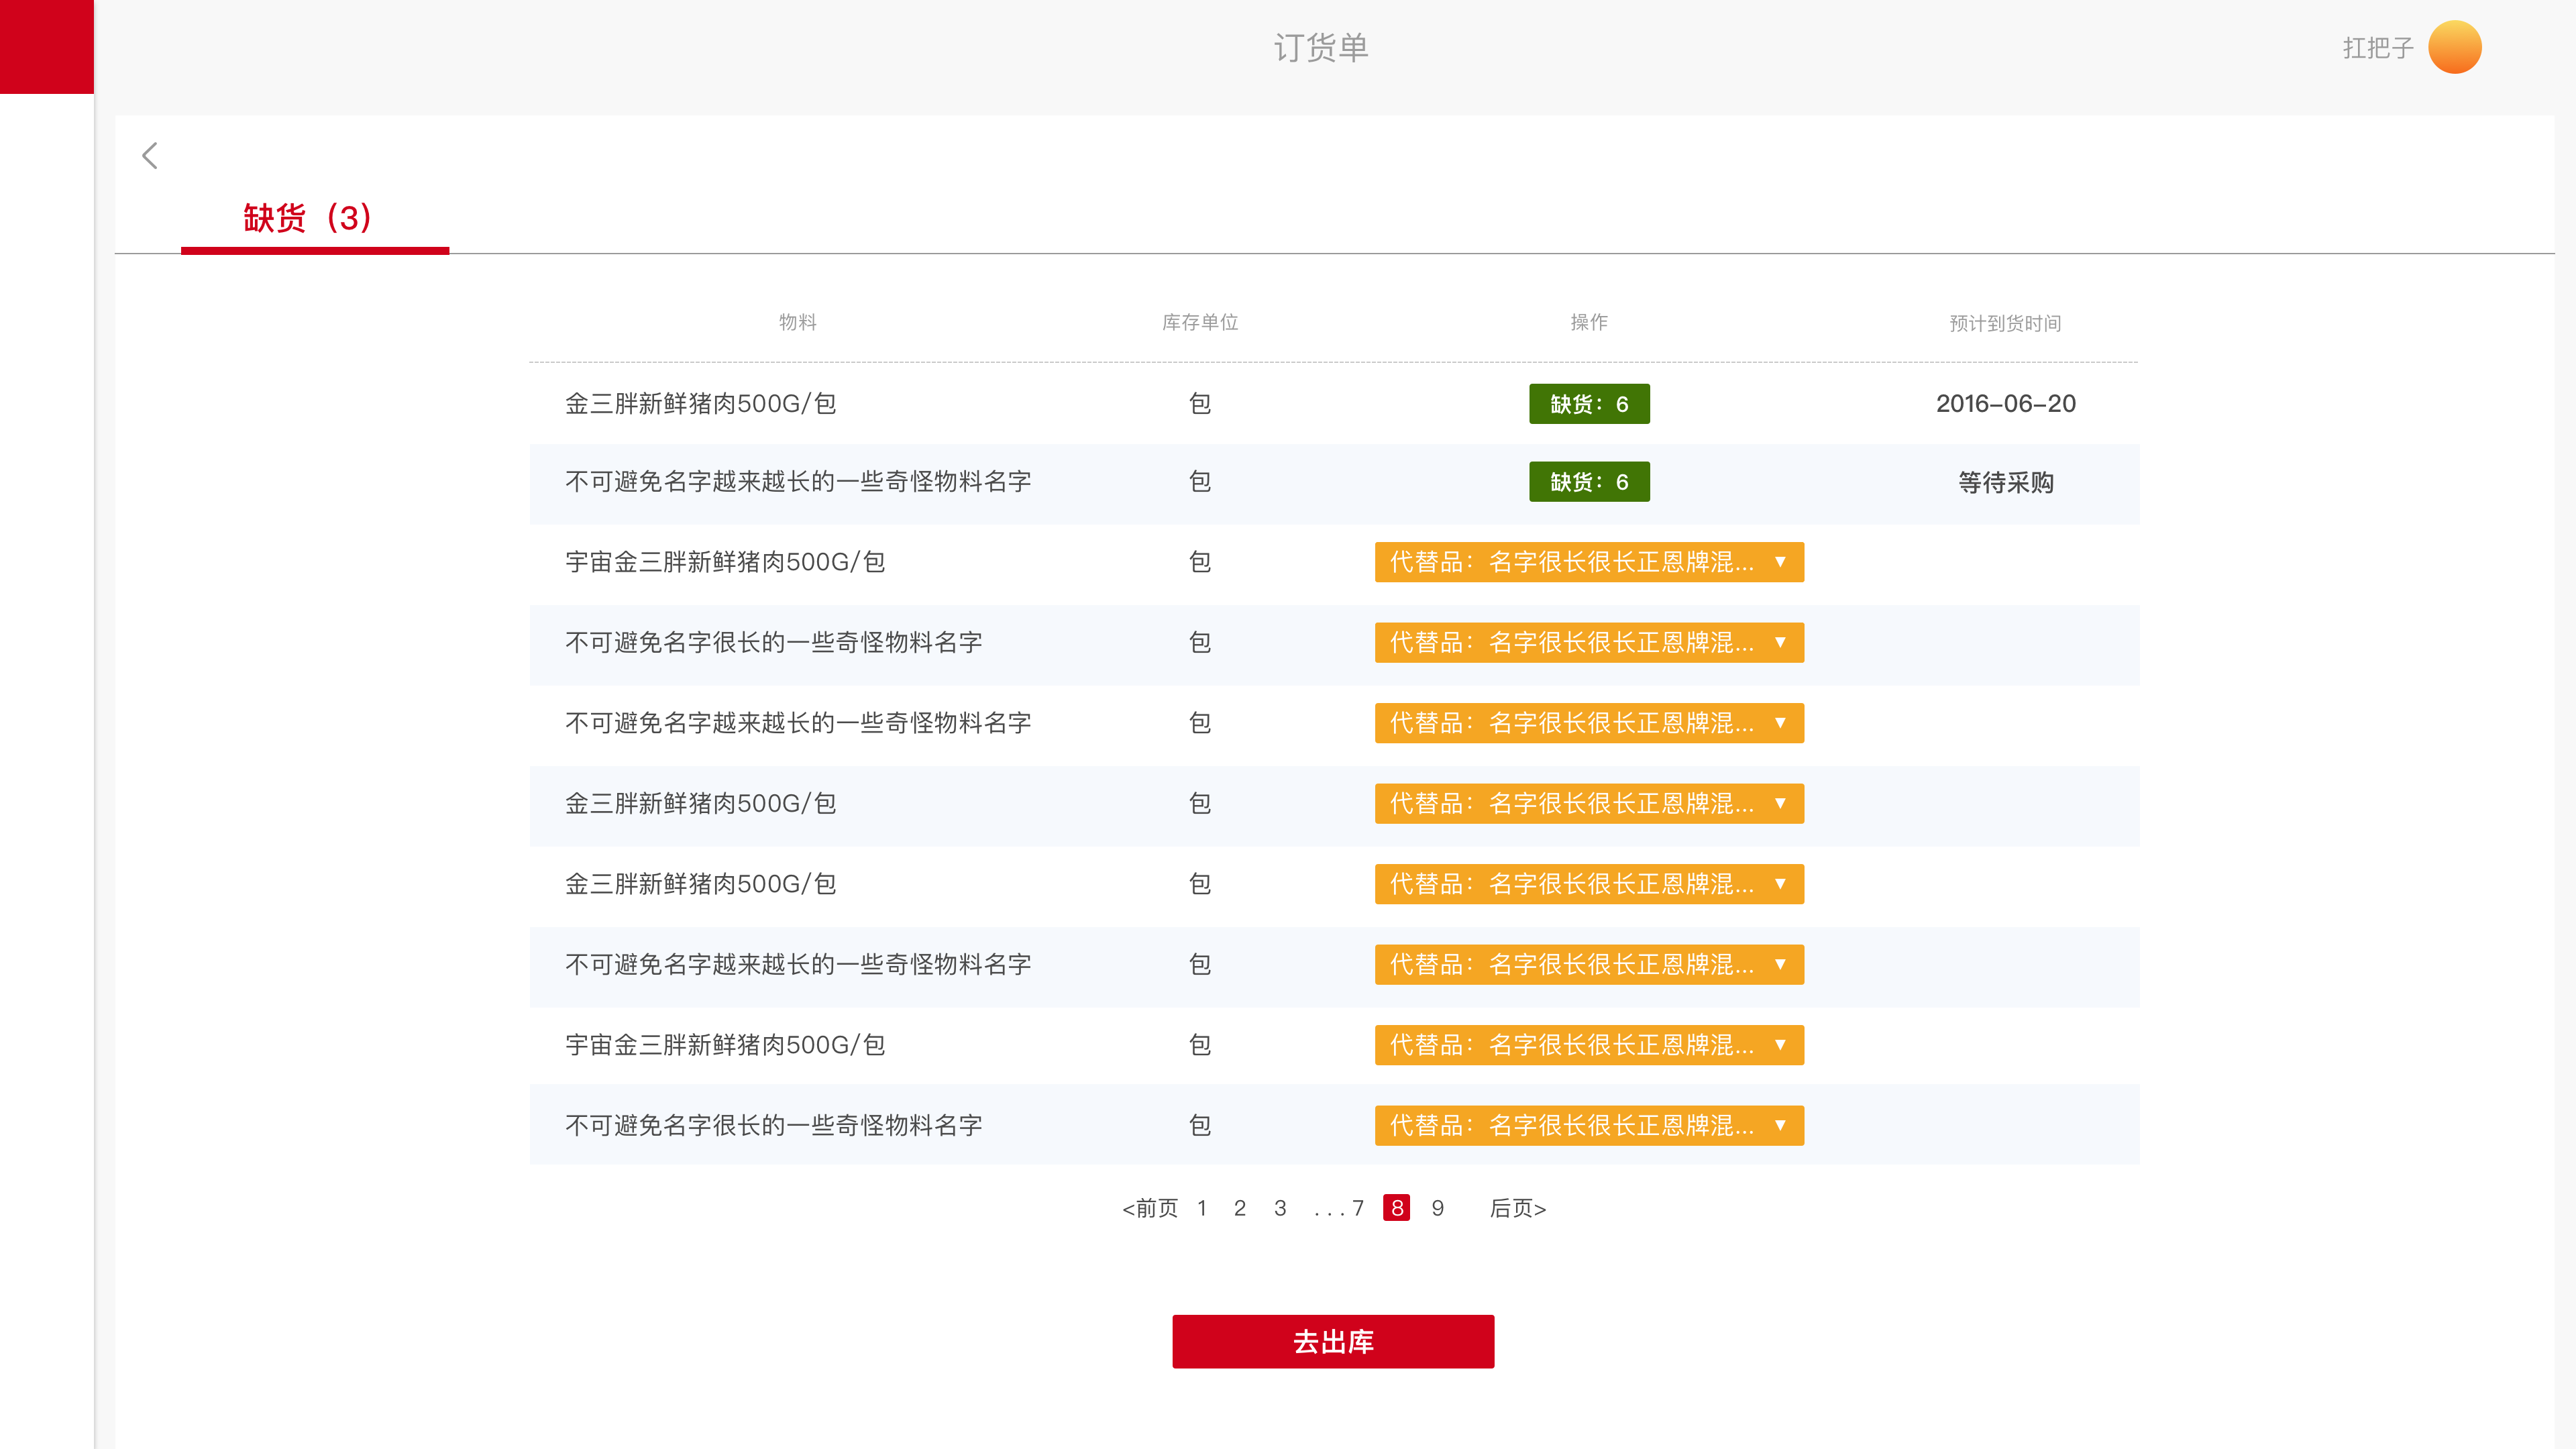 订货单
扛把子
缺货（3）
物料 库存单位 操作 预计到货时间
金三胖新鲜猪肉500G/包 包 缺货：6 2016-06-20
不可避免名字越来越长的一些奇怪物料名字 包 缺货：6 等待采购
宇宙金三胖新鲜猪肉500G/包 包 代替品：名字很长很长正恩牌混... ▼
不可避免名字很长的一些奇怪物料名字 包 代替品：名字很长很长正恩牌混... ▼
不可避免名字越来越长的一些奇怪物料名字 包 代替品：名字很长很长正恩牌混... ▼
金三胖新鲜猪肉500G/包 包 代替品：名字很长很长正恩牌混... ▼
金三胖新鲜猪肉500G/包 包 代替品：名字很长很长正恩牌混... ▼
不可避免名字越来越长的一些奇怪物料名字 包 代替品：名字很长很长正恩牌混... ▼
宇宙金三胖新鲜猪肉500G/包 包 代替品：名字很长很长正恩牌混... ▼
不可避免名字很长的一些奇怪物料名字 包 代替品：名字很长很长正恩牌混... ▼
<前页 1 2 3 ...7 8 9 后页>
去出库